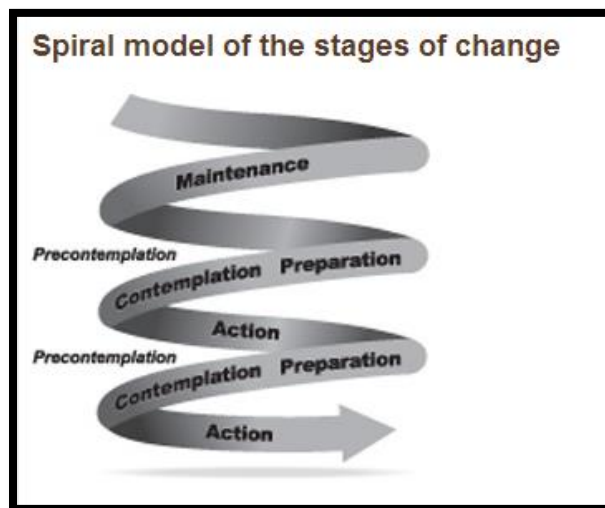 Spiral model of the stages of change
Maintenance
Precontemplation
Contemplation Preparation
Action
Precontemplation
Contemplation Preparation
Action